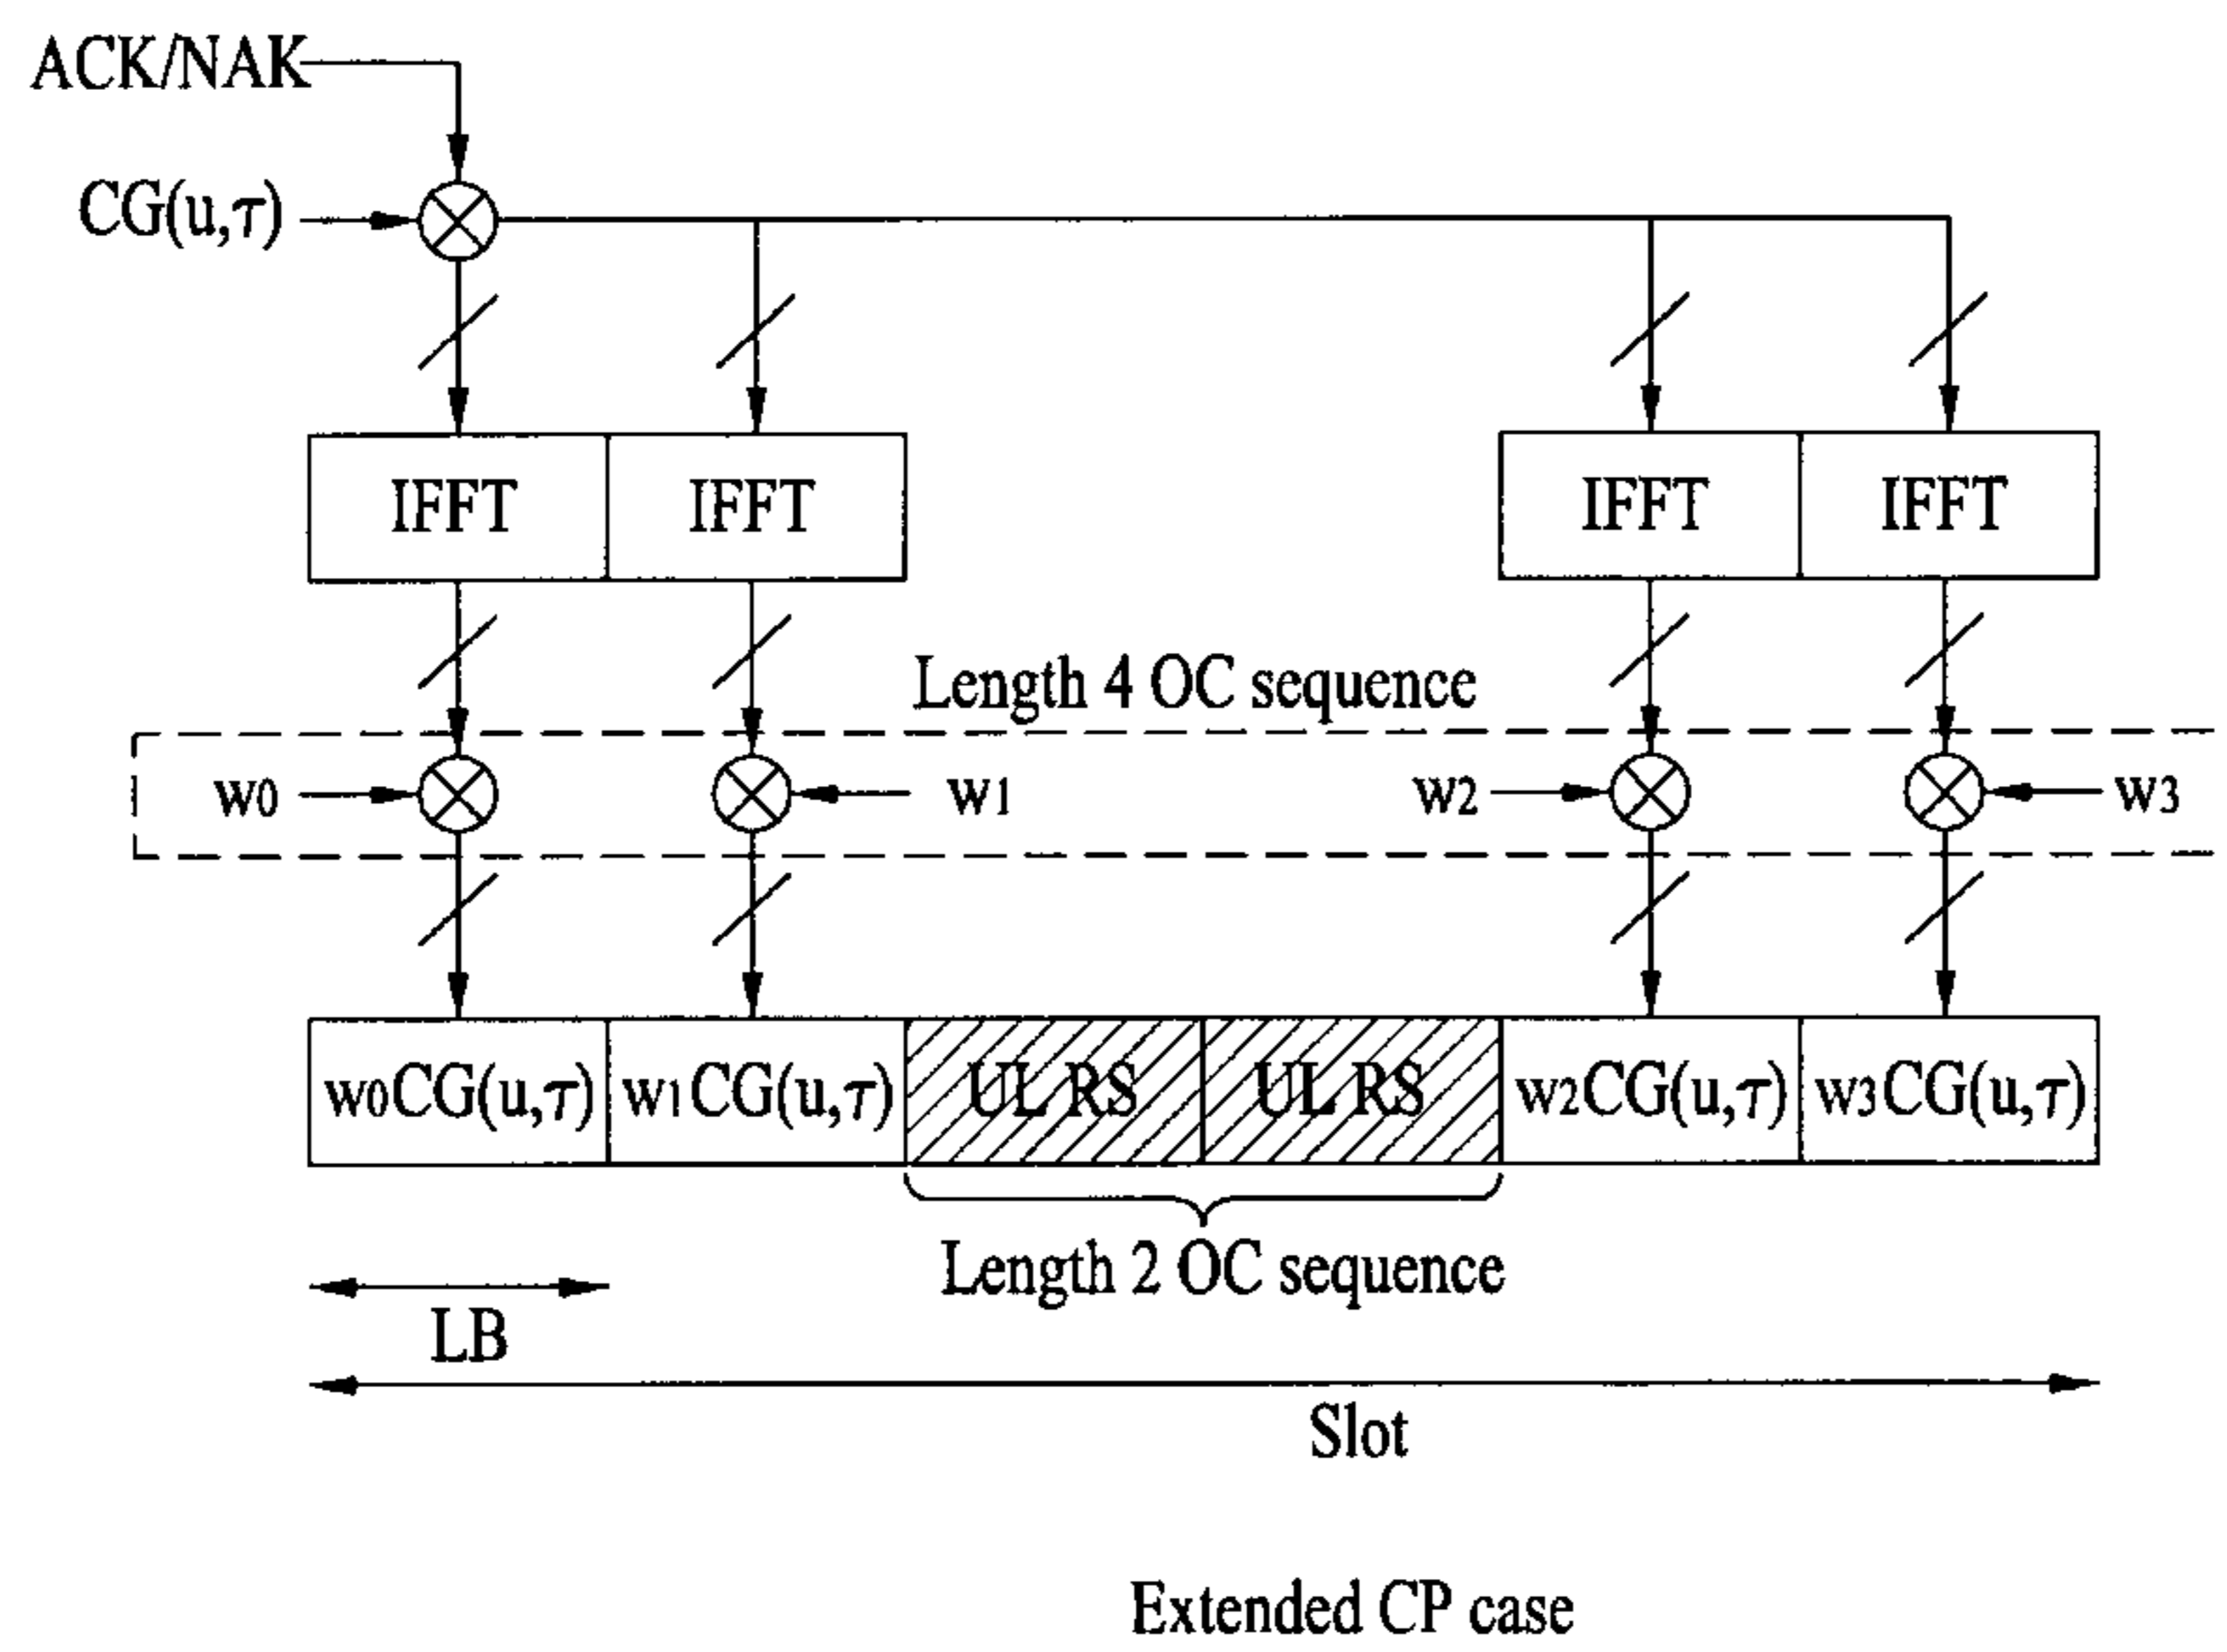 ACK/NAK
CG(u,τ)
IFFT IFFT IFFT IFFT
Length 4 OC sequence
w0 w1 w2 w3
w0CG(u,τ) w1CG(u,τ) UL RS UL RS w2CG(u,τ) w3CG(u,τ)
Length 2 OC sequence
LB
Slot
Extended CP case